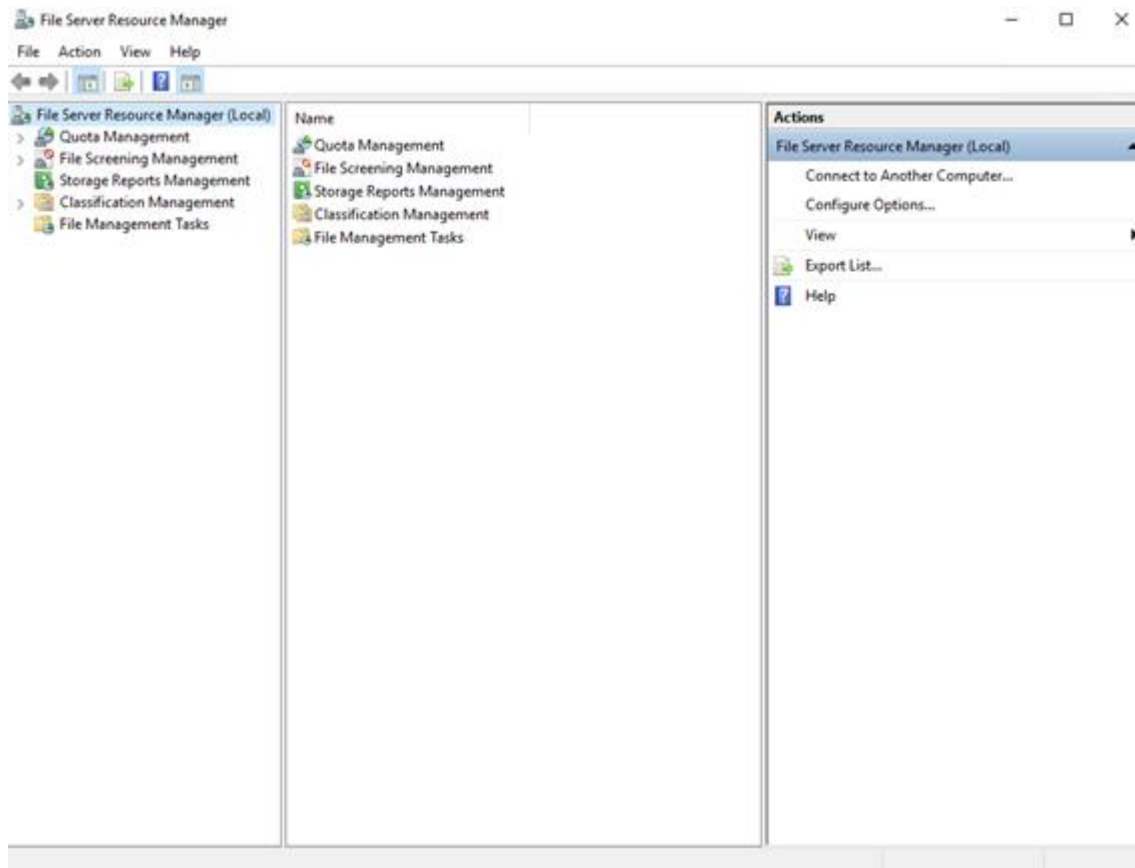 File Server Resource Manager
File Action View Help
File Server Resource Manager (Local)
Quota Management
File Screening Management
Storage Reports Management
Classification Management
File Management Tasks
Name
Quota Management
File Screening Management
Storage Reports Management
Classification Management
File Management Tasks
Actions
File Server Resource Manager (Local)
Connect to Another Computer...
Configure Options...
View
Export List...
Help